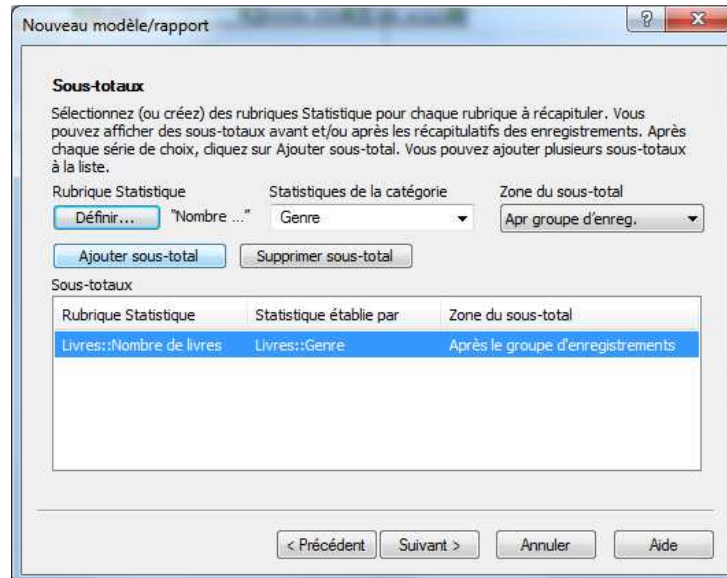 Nouveau modèle/rapport
Sous-totaux
Sélectionnez (ou créez) des rubriques Statistique pour chaque rubrique à récapituler. Vous
pouvez afficher des sous-totaux avant et/ou après les récapitulatifs des enregistrements. Après
chaque série de choix, cliquez sur Ajouter sous-total. Vous pouvez ajouter plusieurs sous-totaux
à la liste.
Rubrique Statistique Statistiques de la catégorie Zone du sous-total
Définir... "Nombre ..." Genre Apr groupe d'enreg.
Ajouter sous-total Supprimer sous-total
Sous-totaux
Rubrique Statistique Statistique établie par Zone du sous-total
Livres::Nombre de livres Livres::Genre Après le groupe d'enregistrements
< Précédent Suivant > Annuler Aide